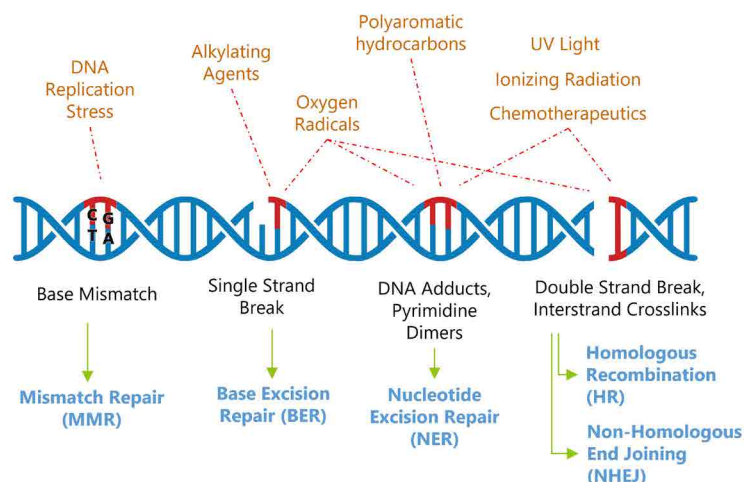 DNA
Replication
Stress
Alkylating
Agents
Oxygen
Radicals
Polyaromatic
hydrocarbons
UV Light
Ionizing Radiation
Chemotherapeutics
C G
T A
Base Mismatch
Single Strand
Break
DNA Adducts,
Pyrimidine
Dimers
Double Strand Break,
Interstrand Crosslinks
Mismatch Repair
(MMR)
Base Excision
Repair (BER)
Nucleotide
Excision Repair
(NER)
Homologous
Recombination
(HR)
Non-Homologous
End Joining
(NHEJ)